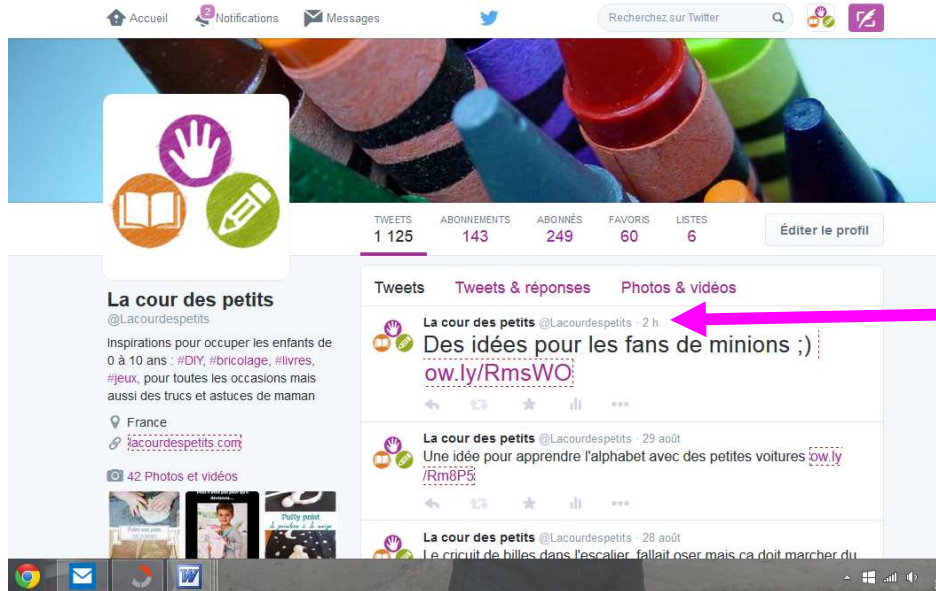 Accueil 2 Notifications Messages Recherchez sur Twitter
TWEETS ABONNEMENTS ABONNÉS FAVORIS LISTES
1 125 143 249 60 6 Éditer le profil
La cour des petits
@Lacourdespetits
Inspirations pour occuper les enfants de
0 à 10 ans : #DIY, #bricolage, #livres,
#jeux, pour toutes les occasions mais
aussi des trucs et astuces de maman
France
lacourdespetits.com
42 Photos et vidéos
Putty paint
Tweets Tweets & réponses Photos & vidéos
La cour des petits @Lacourdespetits · 2 h
Des idées pour les fans de minions ;)
ow.ly/RmsWO
La cour des petits @Lacourdespetits · 29 août
Une idée pour apprendre l'alphabet avec des petites voitures ow.ly
/Rm8P5
La cour des petits @Lacourdespetits · 28 août
Le cricuit de billes dans l'escalier, fallait oser mais ça doit marcher du
W